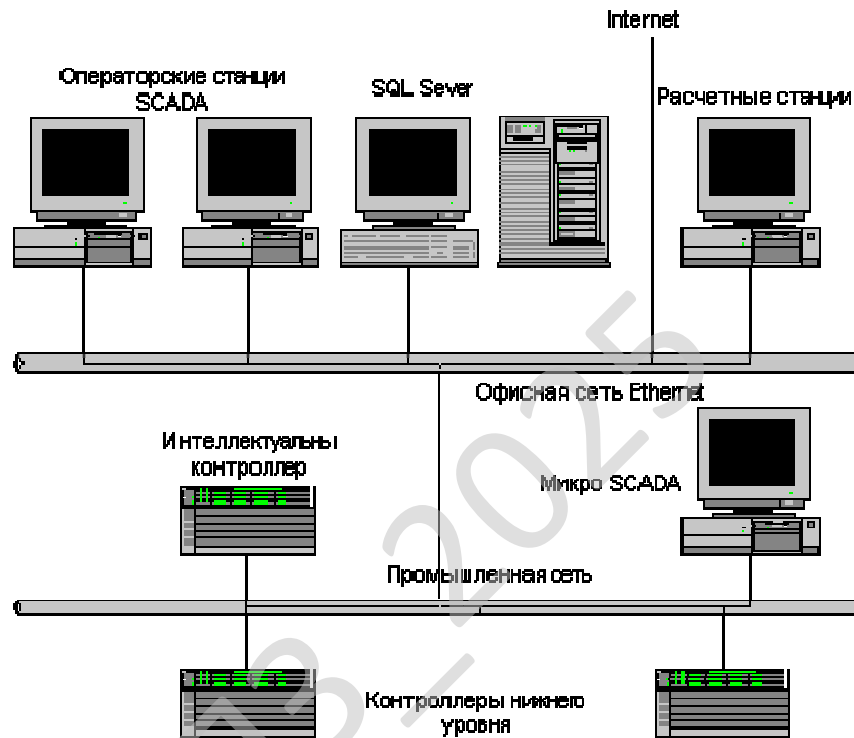 Internet
Операторские станции
SCADA
SQL Sever
Расчетные станции
Офисная сеть Ethernet
Интеллектуальны
контроллер
Микро SCADA
Промышленная сеть
Контроллеры нижнего
уровня
13_2025